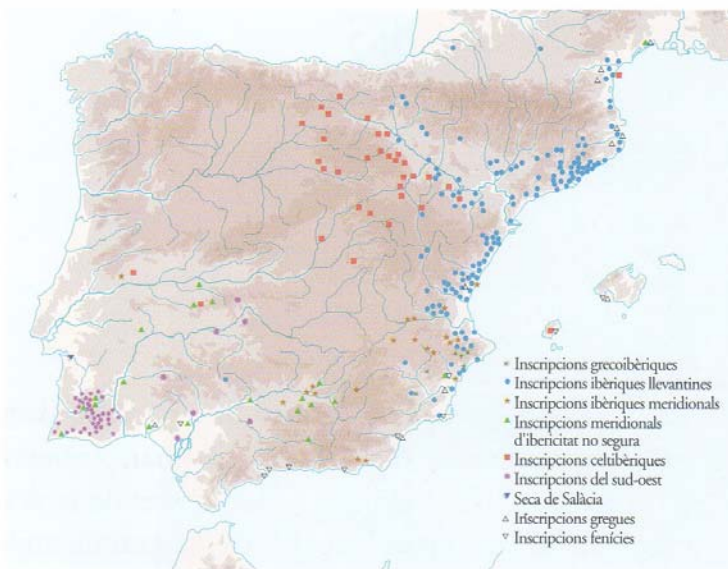 Inscripcions grecoibèriques
Inscripcions ibèriques llevantines
Inscripcions ibèriques meridionals
Inscripcions meridionals
d'ibericitat no segura
Inscripcions celtibèriques
Inscripcions del sud-oest
Seca de Salàcia
Iríscripcions gregues
Inscripcions fenícies